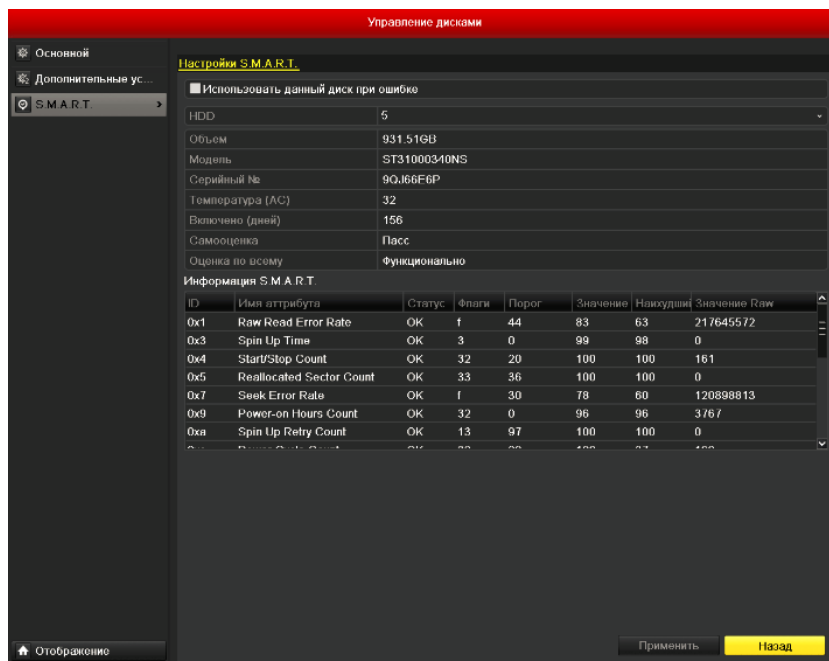 Управление дисками
Основной
Дополнительные ус...
S.M.A.R.T.
Настройки S.M.A.R.T.
Использовать данный диск при ошибке
HDD 5
Объем 931.51GB
Модель ST31000340NS
Серийный № 9QJ66E6P
Температура (АС) 32
Включено (дней) 156
Самооценка Пасс
Оценка по всему Функционально
Информация S.M.A.R.T.
ID Имя аттрибута Статус Флаги Порог Значение Наихудший Значение Raw
0x1 Raw Read Error Rate OK f 44 83 63 217645572
0x3 Spin Up Time OK 3 0 99 98 0
0x4 Start/Stop Count OK 32 20 100 100 161
0x5 Reallocated Sector Count OK 33 36 100 100 0
0x7 Seek Error Rate OK f 30 78 60 120898813
0x9 Power-on Hours Count OK 32 0 96 96 3767
0xa Spin Up Retry Count OK 13 97 100 100 0
Применить
Назад
Отображение